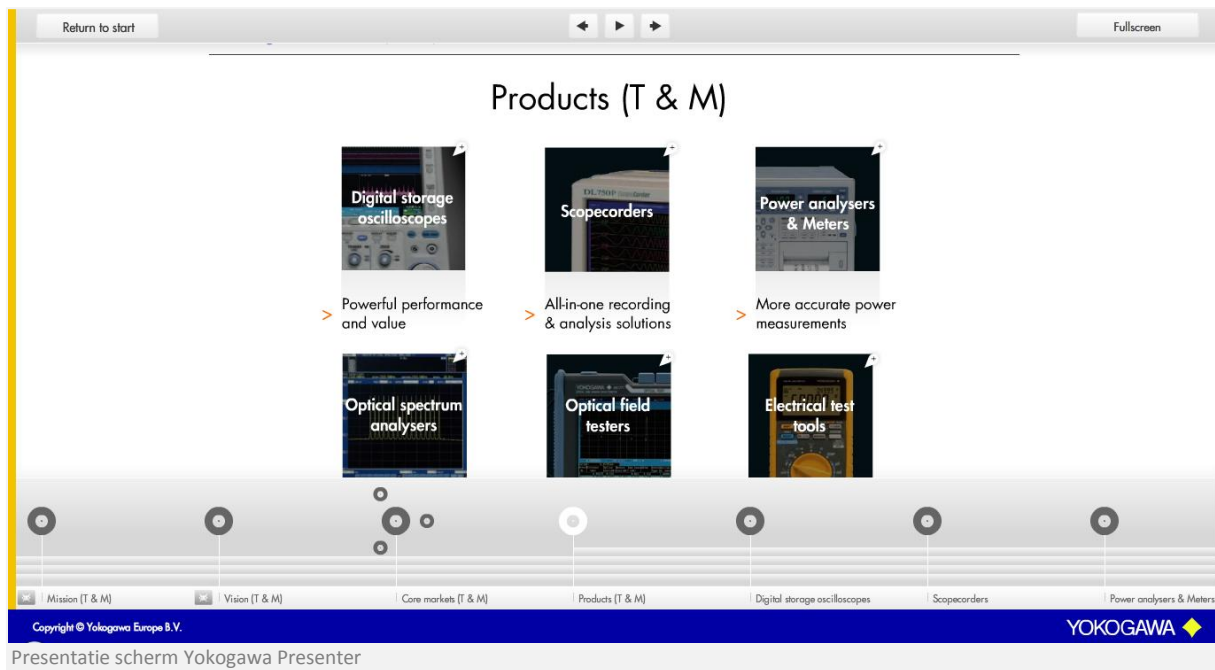 Return to start
Fullscreen
Products (T & M)
Digital storage
oscilloscopes
Scopecorders
Power analysers
& Meters
DL750P
> Powerful performance
and value
> All-in-one recording
& analysis solutions
> More accurate power
measurements
Optical spectrum
analysers
YOKOGAWA
Optical field
testers
Electrical test
tools
Mission (T & M)
Vision (T & M)
Core markets (T & M)
Products (T & M)
Digital storage oscilloscopes
Scopecorders
Power analysers & Meters
Copyright © Yokogawa Europe B.V.
YOKOGAWA
Presentatie scherm Yokogawa Presenter